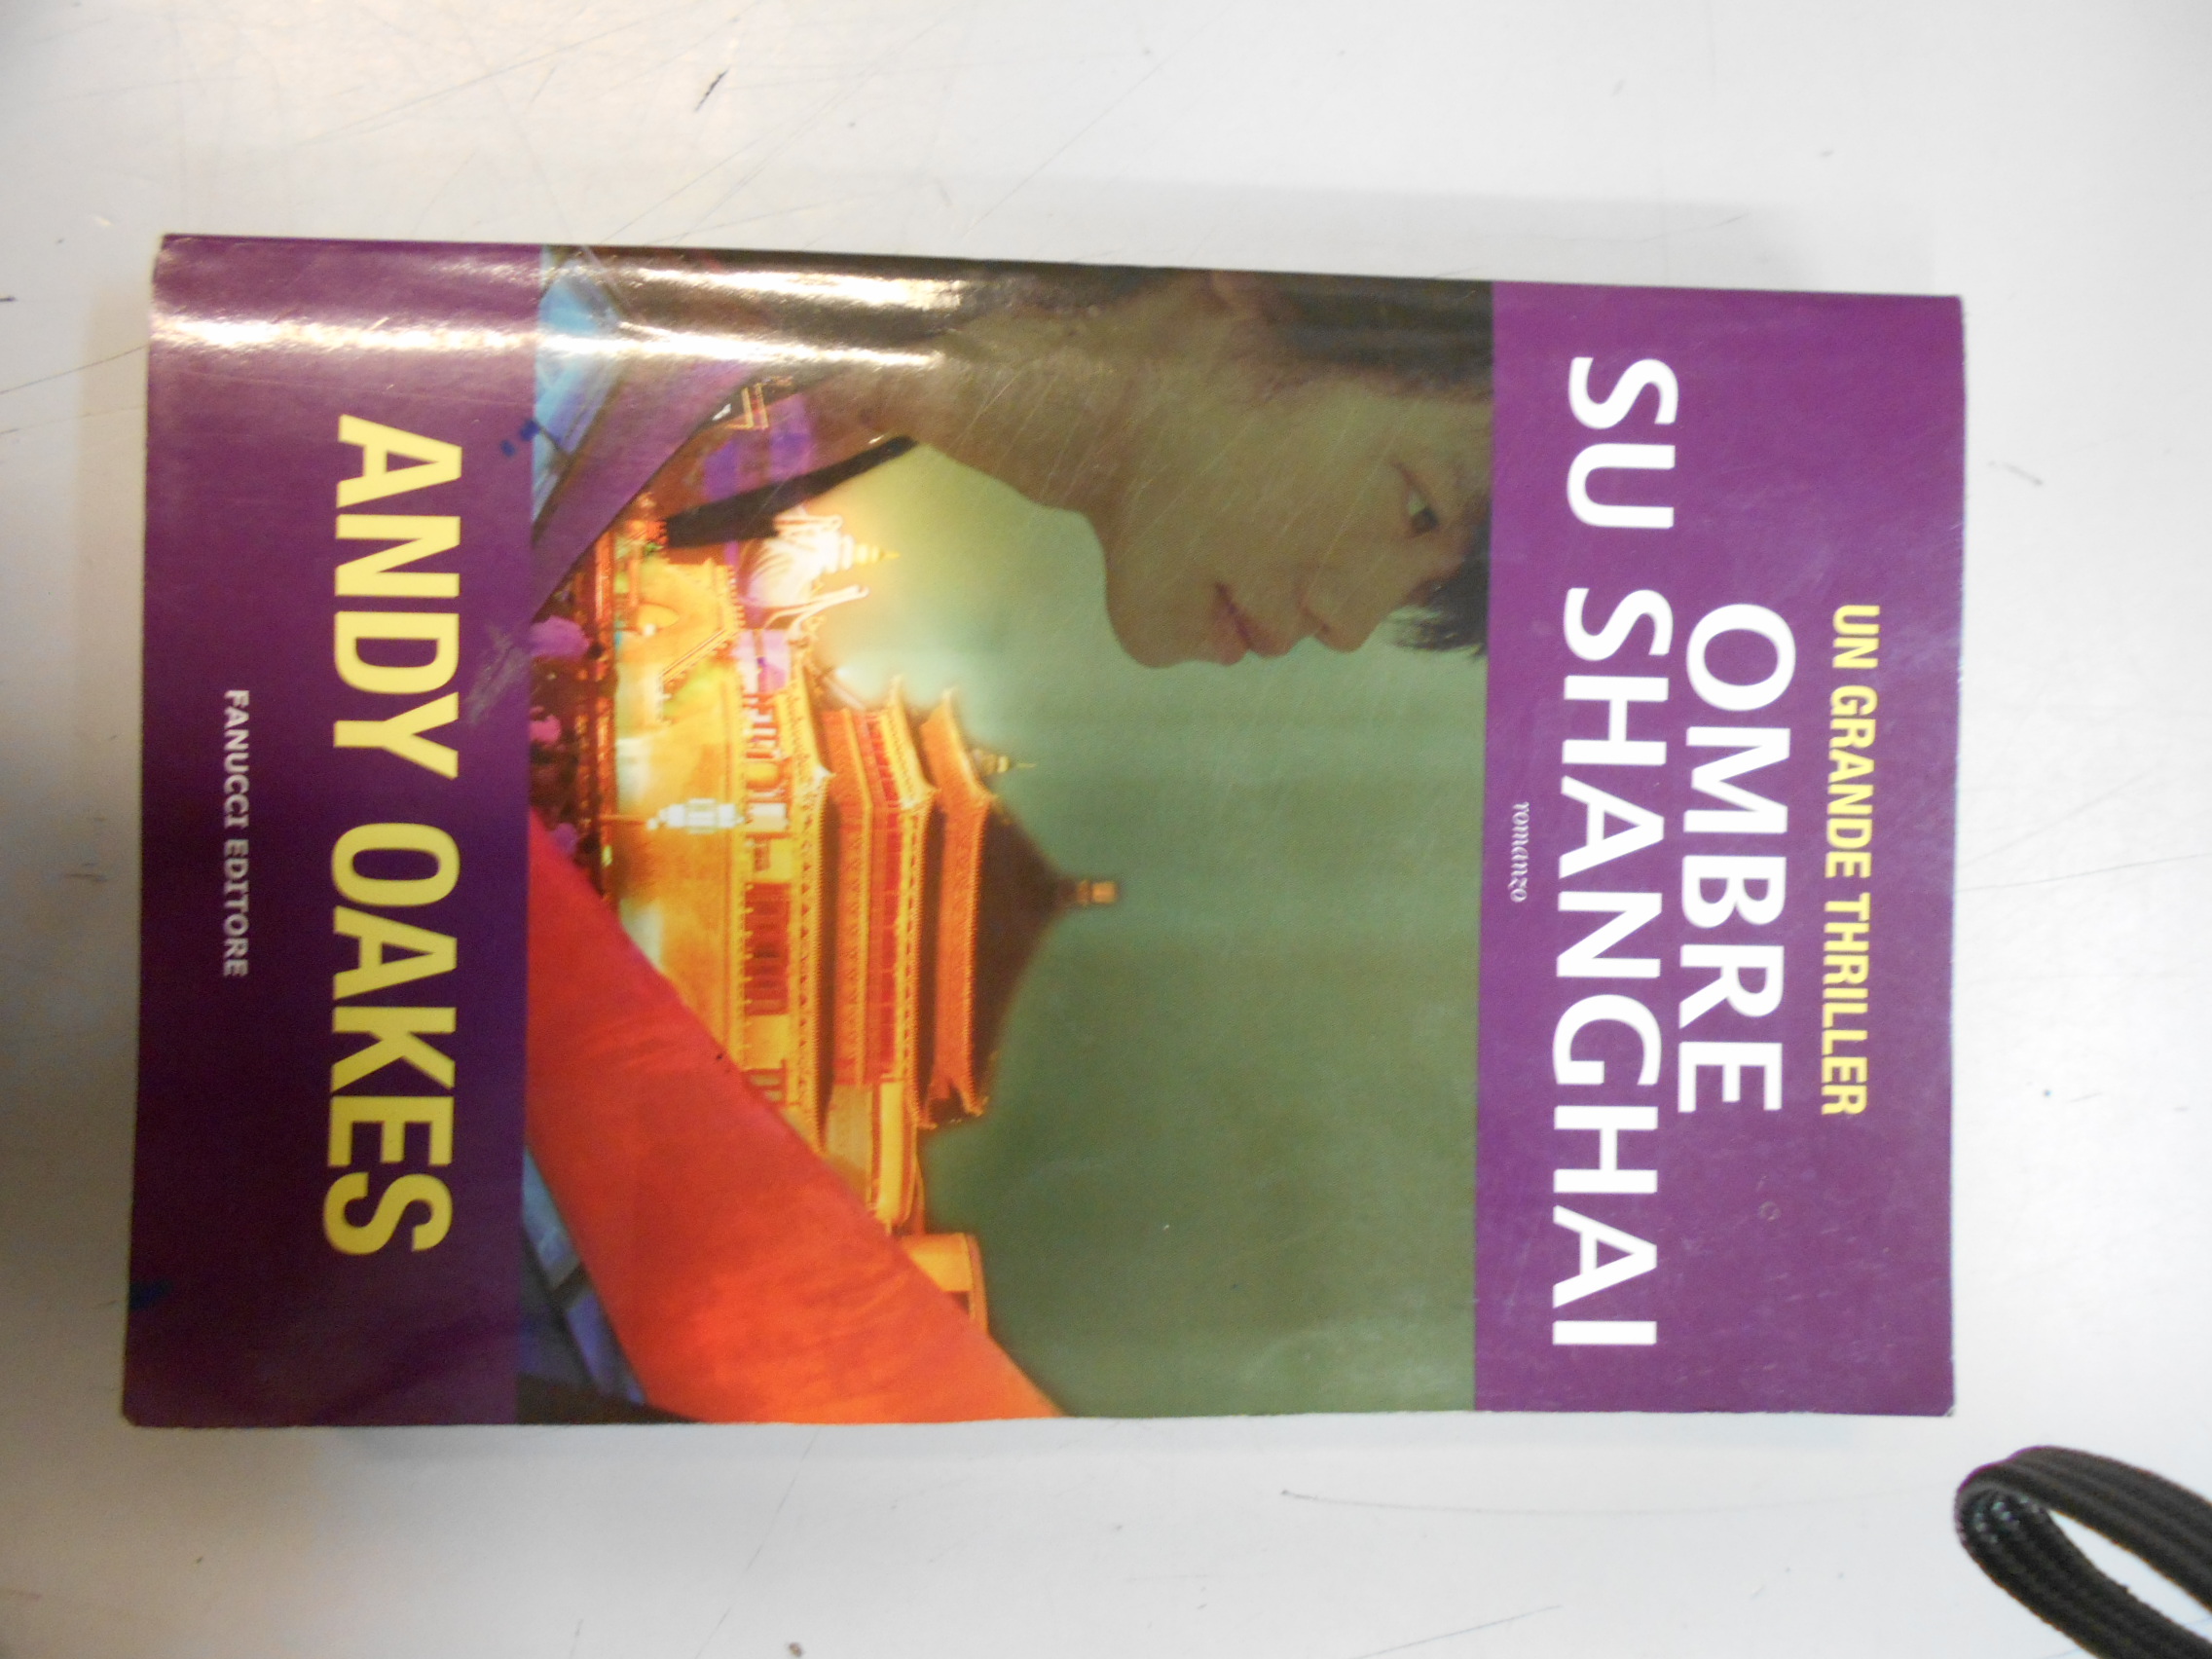 UN GRANDE THRILLER
OMBRE
SU SHANGHAI
romanzo
ANDY OAKES
FANUCCI EDITORE